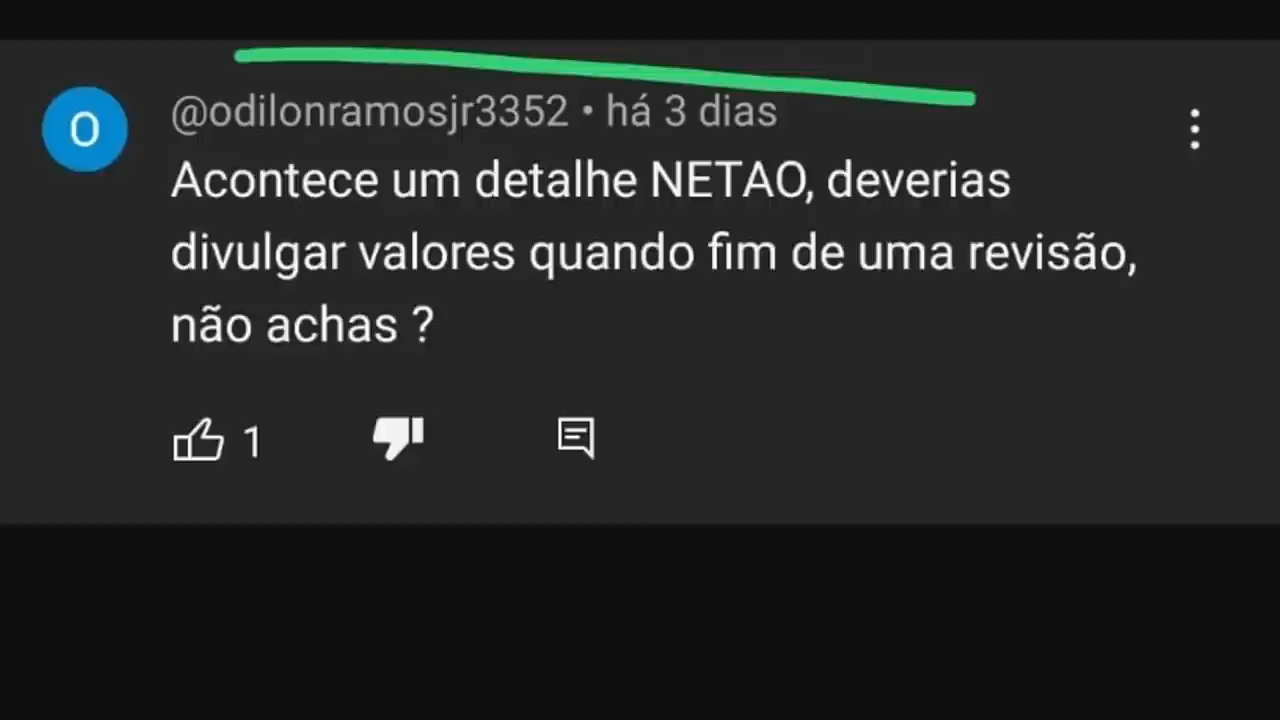 O
@odilonramosjr3352 • há 3 dias
Acontece um detalhe NETAO, deverias
divulgar valores quando fim de uma revisão,
não achas ?
1